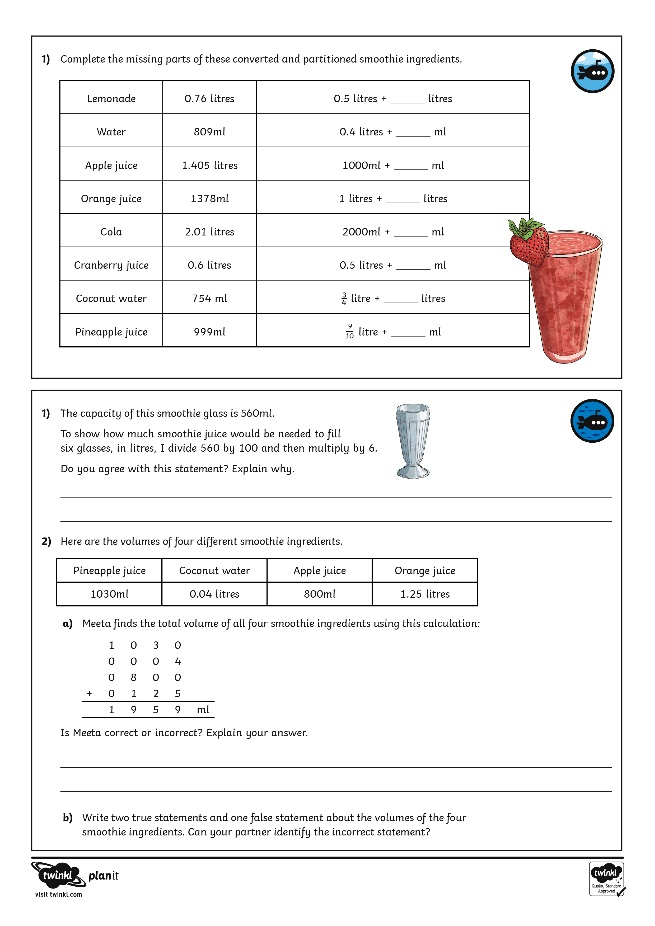 1) Complete the missing parts of these converted and partitioned smoothie ingredients.
Lemonade 0.76 litres 0.5 litres + ______ litres
Water 809ml 0.4 litres + ______ ml
Apple juice 1.405 litres 1000ml + ______ ml
Orange juice 1378ml 1 litres + ______ litres
Cola 2.01 litres 2000ml + ______ ml
Cranberry juice 0.6 litres 0.5 litres + ______ ml
Coconut water 754 ml 3/4 litre + ______ litres
Pineapple juice 999ml 9/10 litre + ______ ml
1) The capacity of this smoothie glass is 560ml.
To show how much smoothie juice would be needed to fill
six glasses, in litres, I divide 560 by 100 and then multiply by 6.
Do you agree with this statement? Explain why.
2) Here are the volumes of four different smoothie ingredients.
Pineapple juice Coconut water Apple juice Orange juice
1030ml 0.04 litres 800ml 1.25 litres
a) Meeta finds the total volume of all four smoothie ingredients using this calculation:
1 0 3 0
0 0 0 4
0 8 0 0
+ 0 1 2 5
1 9 5 9 ml
Is Meeta correct or incorrect? Explain your answer.
b) Write two true statements and one false statement about the volumes of the four
smoothie ingredients. Can your partner identify the incorrect statement?
twinkl planit
visit twinkl.com
twinkl
Quality Standard
Approved